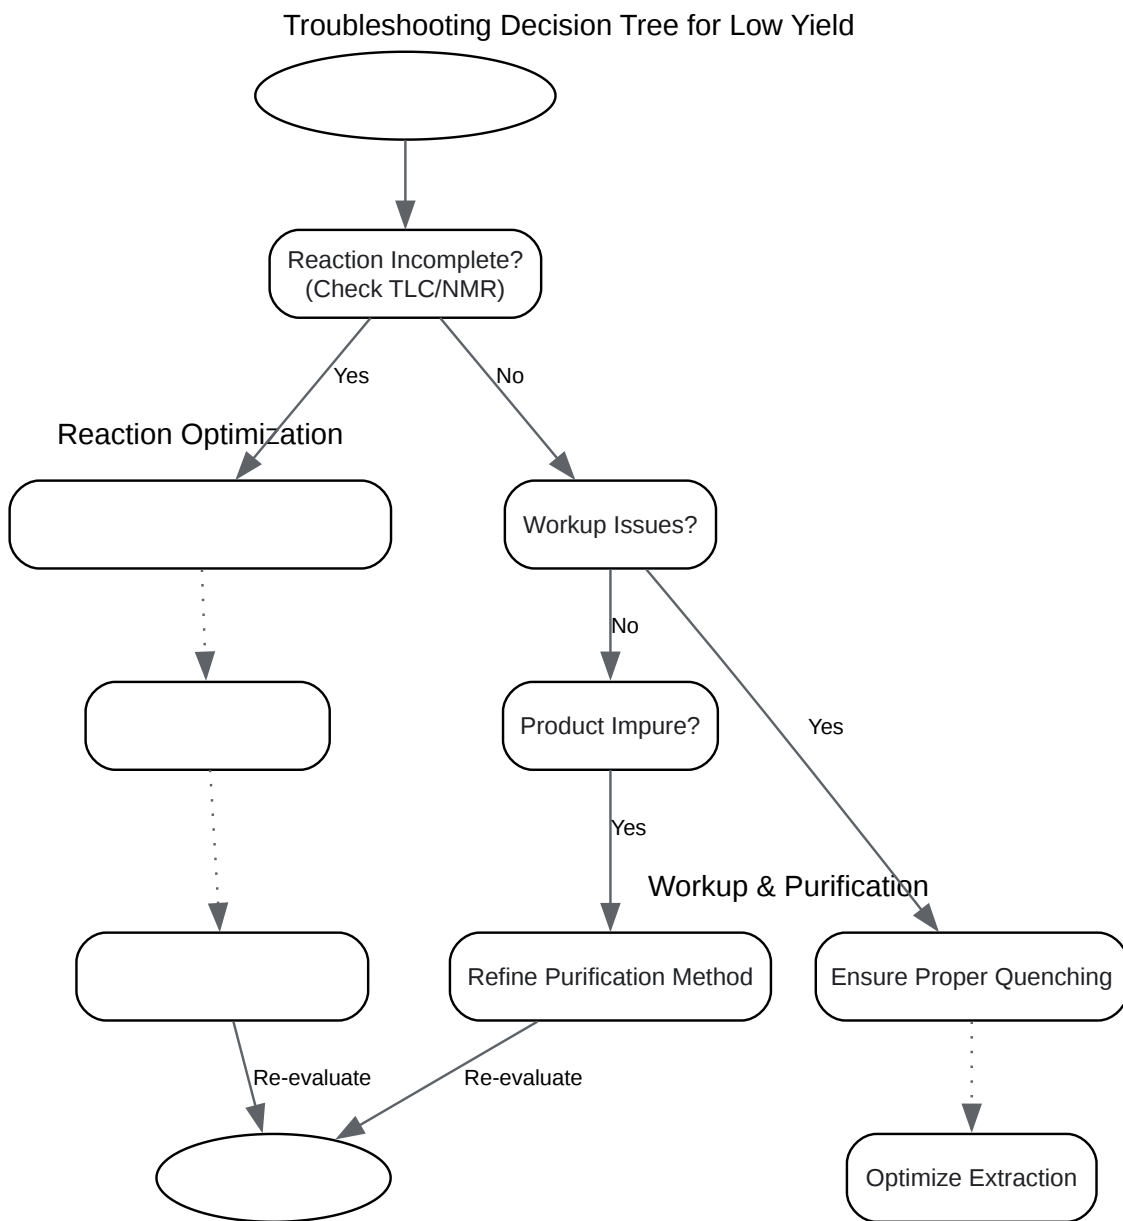 Troubleshooting Decision Tree for Low Yield
Reaction Incomplete?
(Check TLC/NMR)
Yes
No
Reaction Optimization
Workup Issues?
No
Product Impure?
Yes
Yes
Workup & Purification
Refine Purification Method
Ensure Proper Quenching
Re-evaluate
Re-evaluate
Optimize Extraction